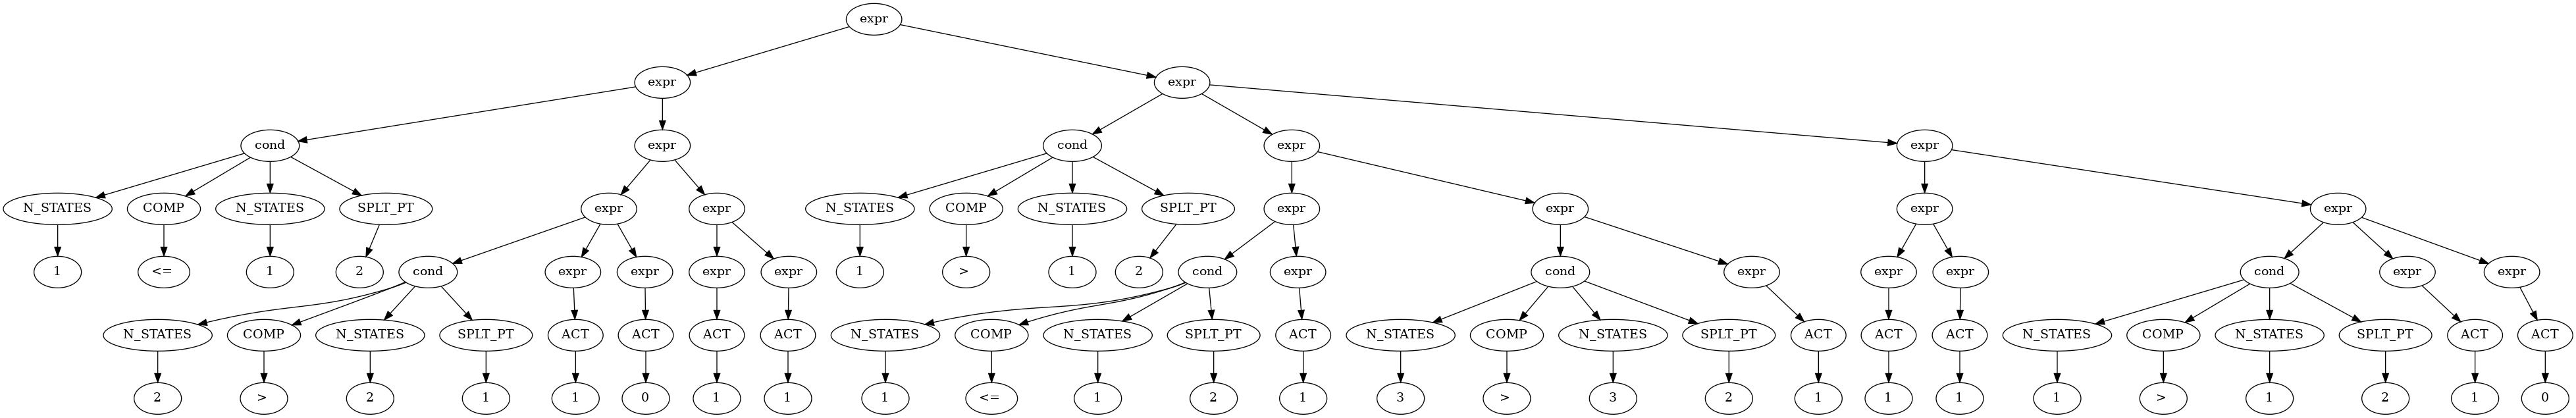 expr
expr expr
cond expr cond expr expr
N_STATES COMP N_STATES SPLT_PT expr expr N_STATES COMP N_STATES SPLT_PT expr expr expr expr
1 <= 1 2 cond expr expr expr expr 1 > 1 2 cond expr cond expr expr expr cond expr expr
N_STATES COMP N_STATES SPLT_PT ACT ACT ACT ACT N_STATES COMP N_STATES SPLT_PT ACT N_STATES COMP N_STATES SPLT_PT ACT ACT ACT N_STATES COMP N_STATES SPLT_PT ACT ACT
2 > 2 1 1 0 1 1 1 <= 1 2 1 3 > 3 2 1 1 1 1 > 1 2 1 0